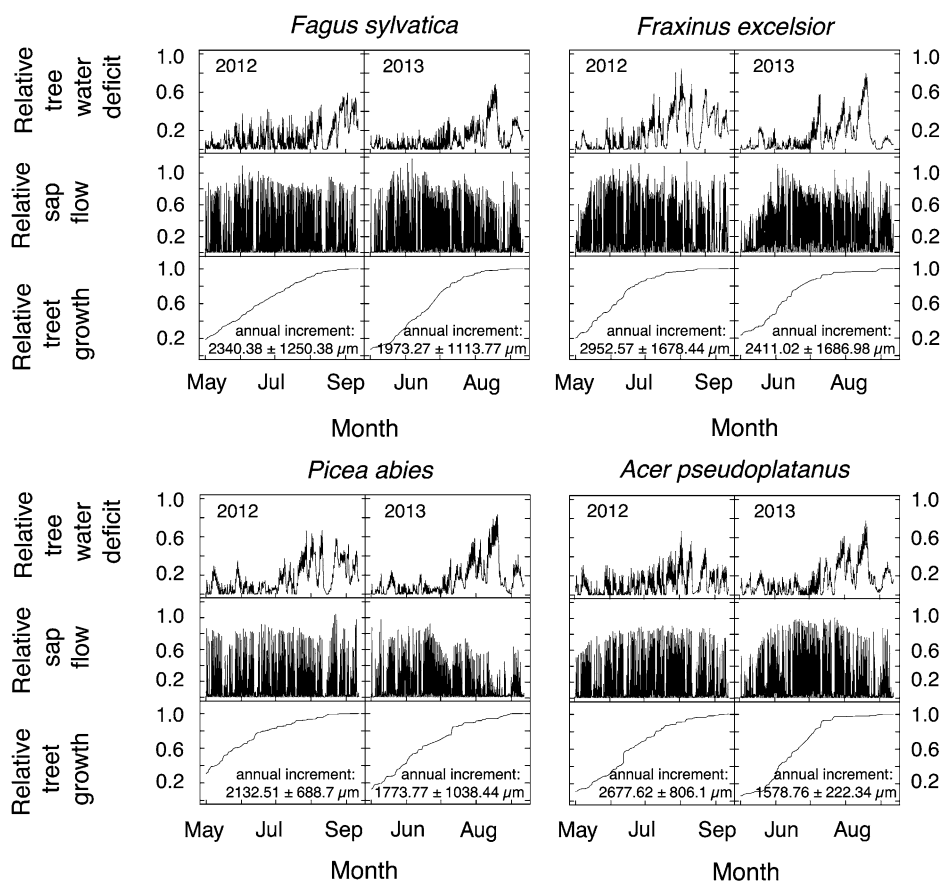 Fagus sylvatica
Fraxinus excelsior
Relative tree water deficit
1.0
0.6
0.2
2012
2013
2012
2013
1.0
0.6
0.2
Relative sap flow
1.0
0.6
0.2
1.0
0.6
0.2
Relative treet growth
1.0
0.6
0.2
annual increment:
2340.38 ± 1250.38 µm
annual increment:
1973.27 ± 1113.77 µm
annual increment:
2952.57 ± 1678.44 µm
annual increment:
2411.02 ± 1686.98 µm
1.0
0.6
0.2
May Jul Sep Jun Aug
May Jul Sep Jun Aug
Month
Month
Picea abies
Acer pseudoplatanus
Relative tree water deficit
1.0
0.6
0.2
2012
2013
2012
2013
1.0
0.6
0.2
Relative sap flow
1.0
0.6
0.2
1.0
0.6
0.2
Relative treet growth
1.0
0.6
0.2
annual increment:
2132.51 ± 688.7 µm
annual increment:
1773.77 ± 1038.44 µm
annual increment:
2677.62 ± 806.1 µm
annual increment:
1578.76 ± 222.34 µm
1.0
0.6
0.2
May Jul Sep Jun Aug
May Jul Sep Jun Aug
Month
Month